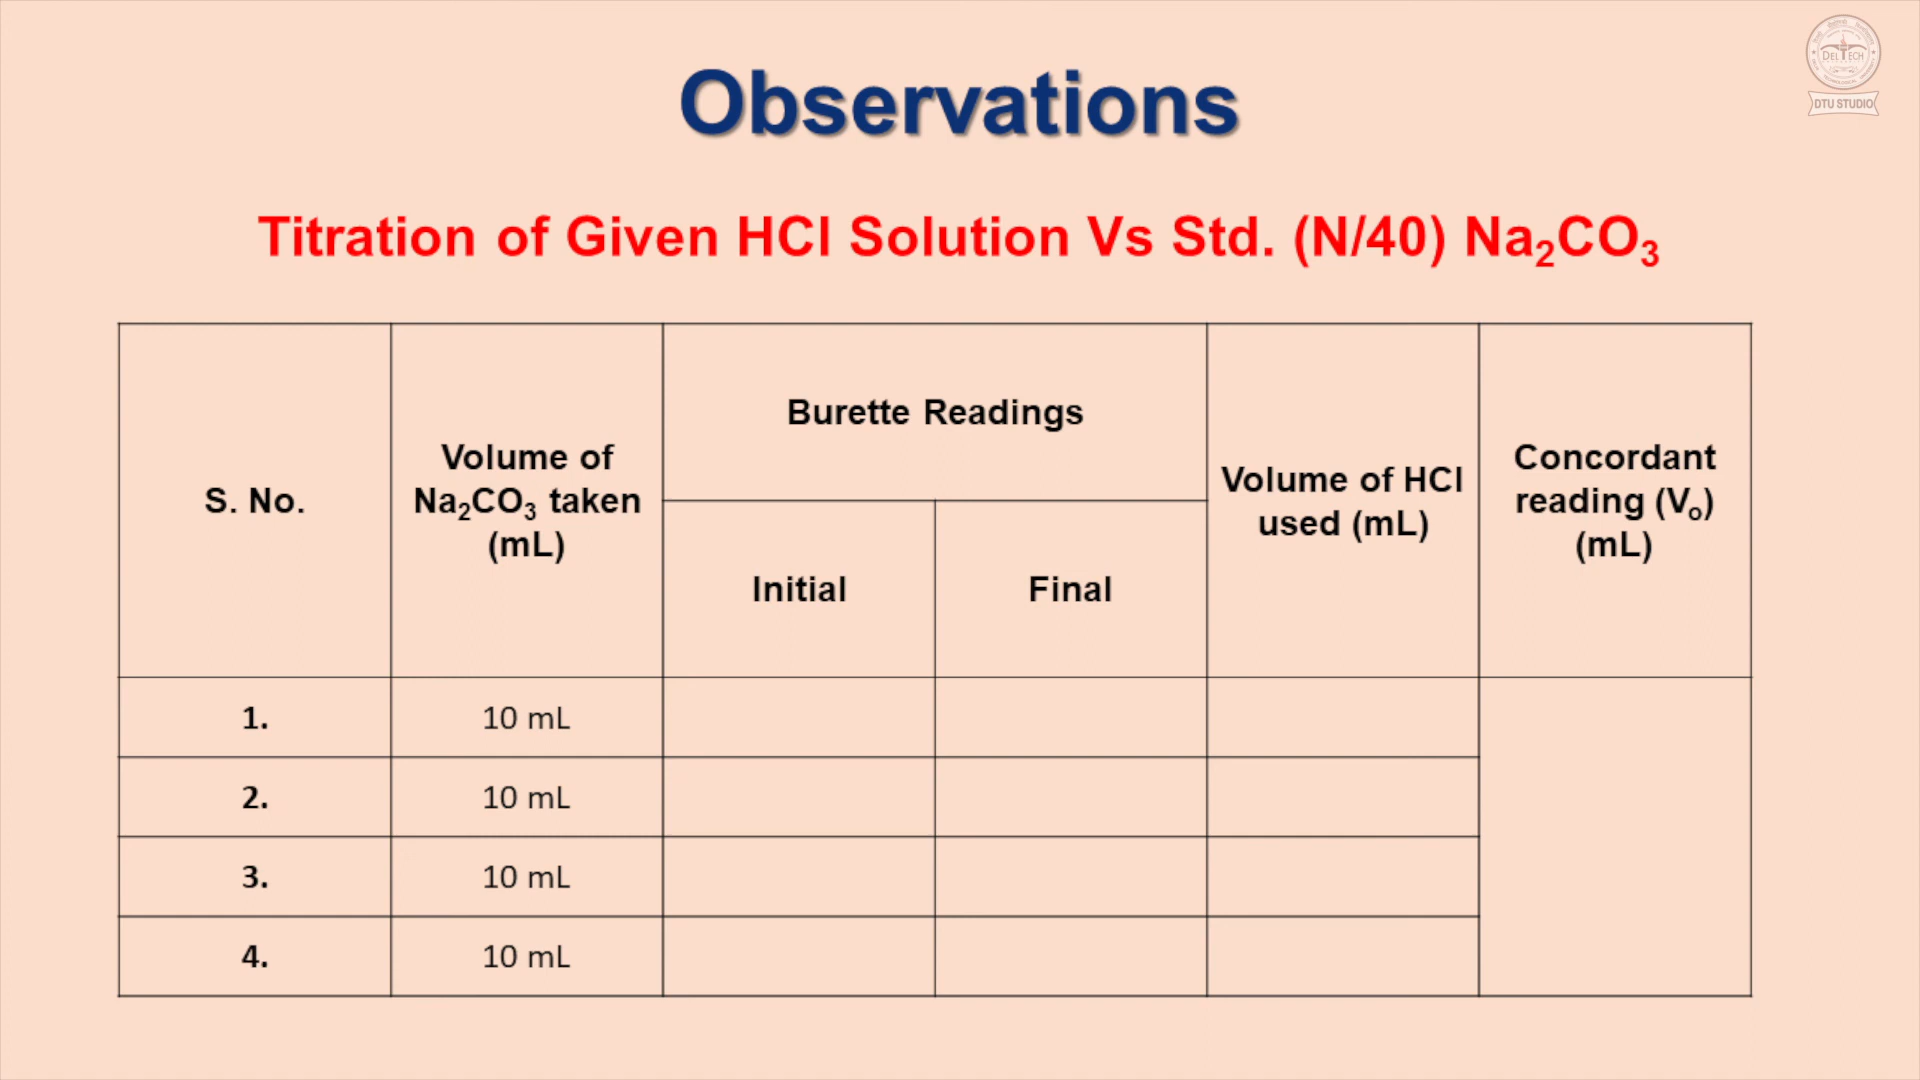 Observations
DELTECH
DTU STUDIO
Titration of Given HCl Solution Vs Std. (N/40) Na₂CO₃
S. No.
Volume of
Na₂CO₃ taken
(mL)
Burette Readings
Initial
Final
Volume of HCl
used (mL)
Concordant
reading (Vₒ)
(mL)
1.
10 mL
2.
10 mL
3.
10 mL
4.
10 mL